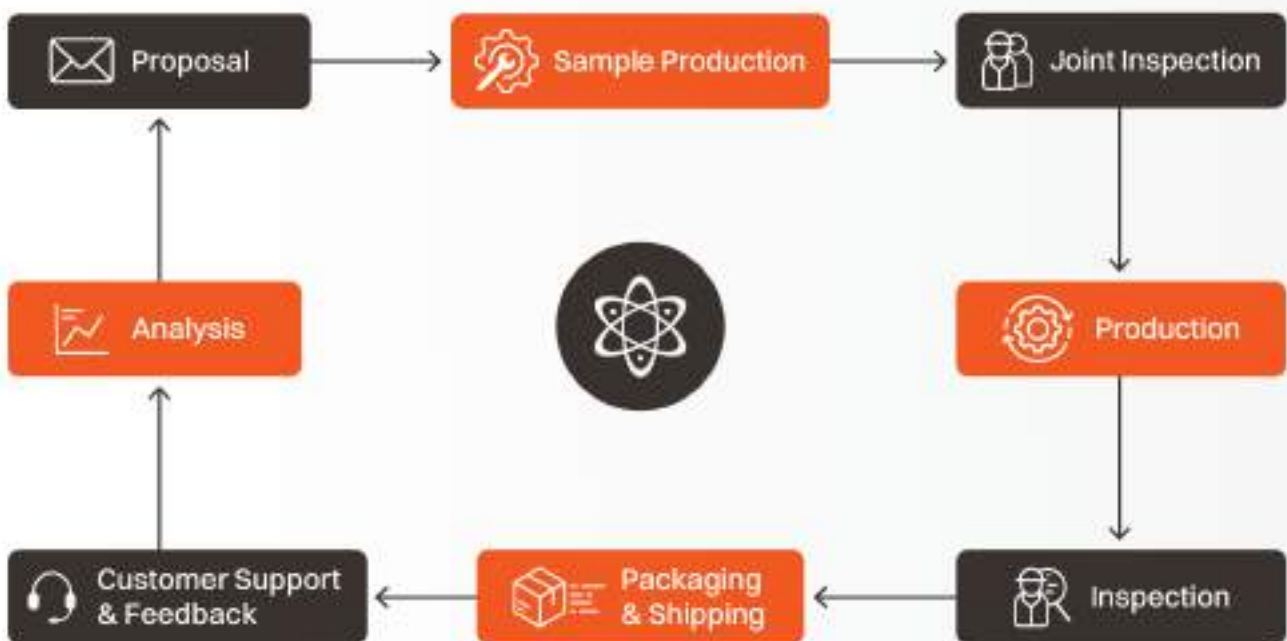 Proposal
Sample Production
Joint Inspection
Analysis
Production
Customer Support
& Feedback
Packaging
& Shipping
Inspection